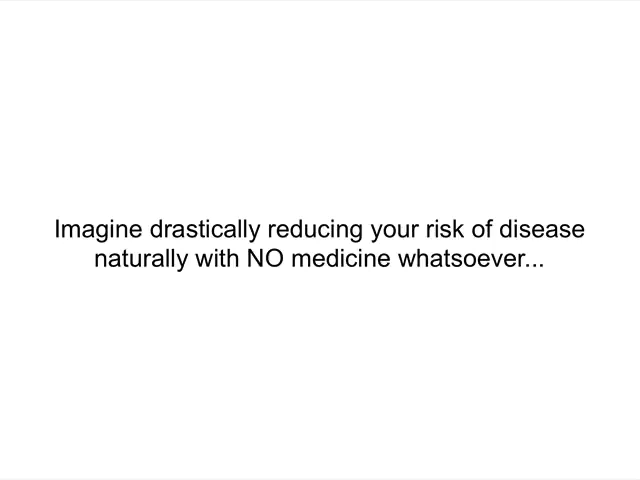 Imagine drastically reducing your risk of disease
naturally with NO medicine whatsoever...